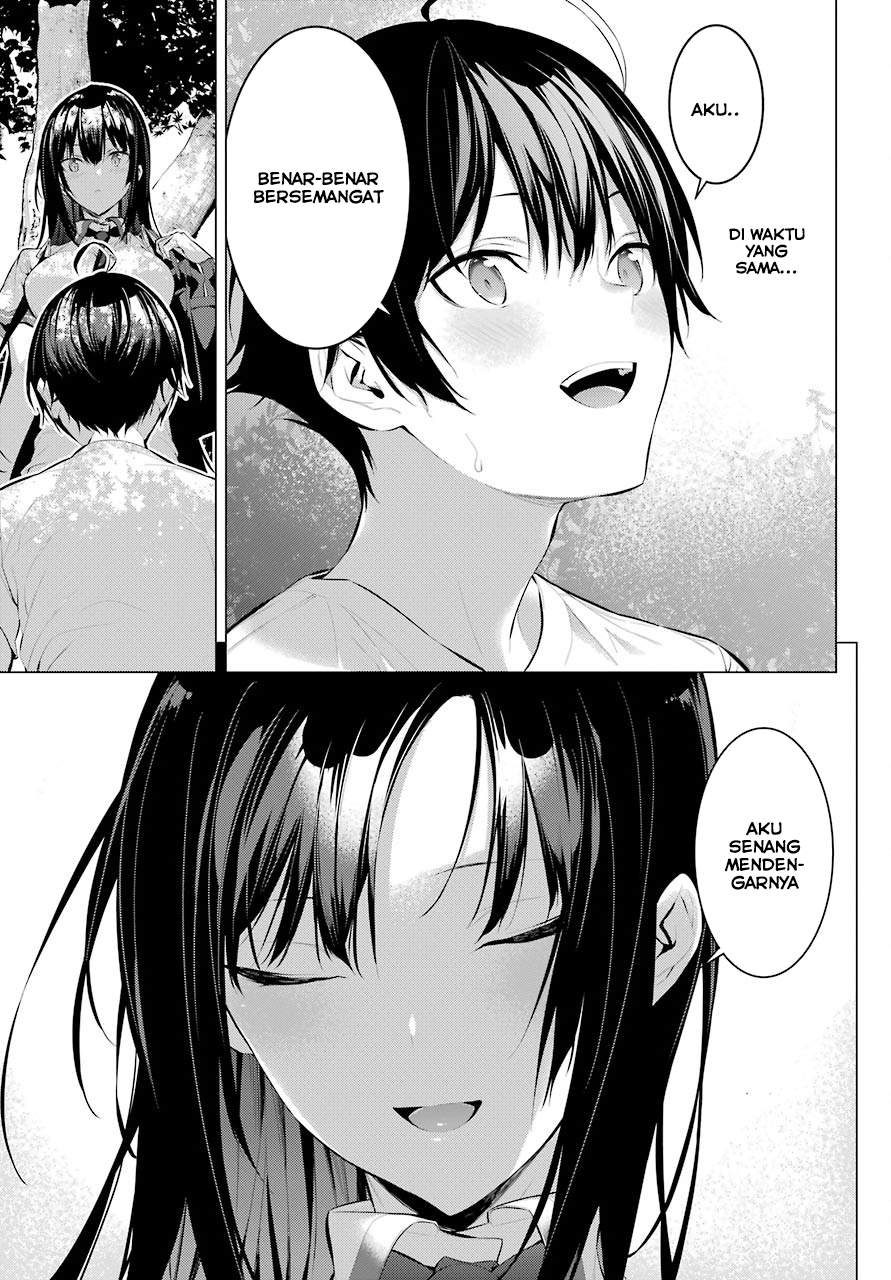 AKU..
DI WAKTU
YANG
SAMA...
BENAR-BENAR
BERSEMANGAT
AKU
SENANG
MENDEN-
GARNYA